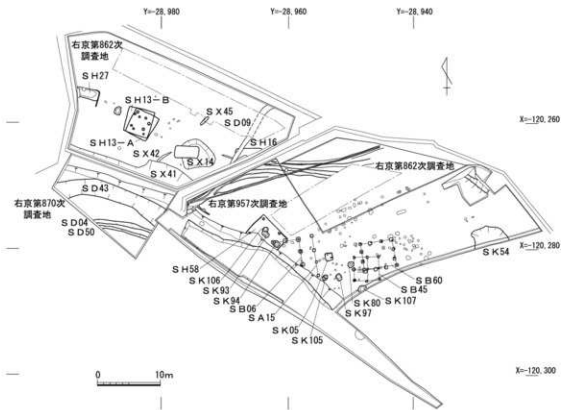 Y=-28,980
Y=-28,960
Y=-28,940
右京第862次
調査地
SH27
SH13-B
SX45
SD09
X=-120,260
SH13-A
SX42
SX14
SH16
SX41
右京第862次調査地
SD43
右京第870次
調査地
右京第957次調査地
SD04
SD50
X=-120,280
SK54
SH58
SK106
SK93
SK94
SB06
SA15
SK05
SK105
SB60
SB45
SK80
SK107
SK97
X=-120,300
0
10m